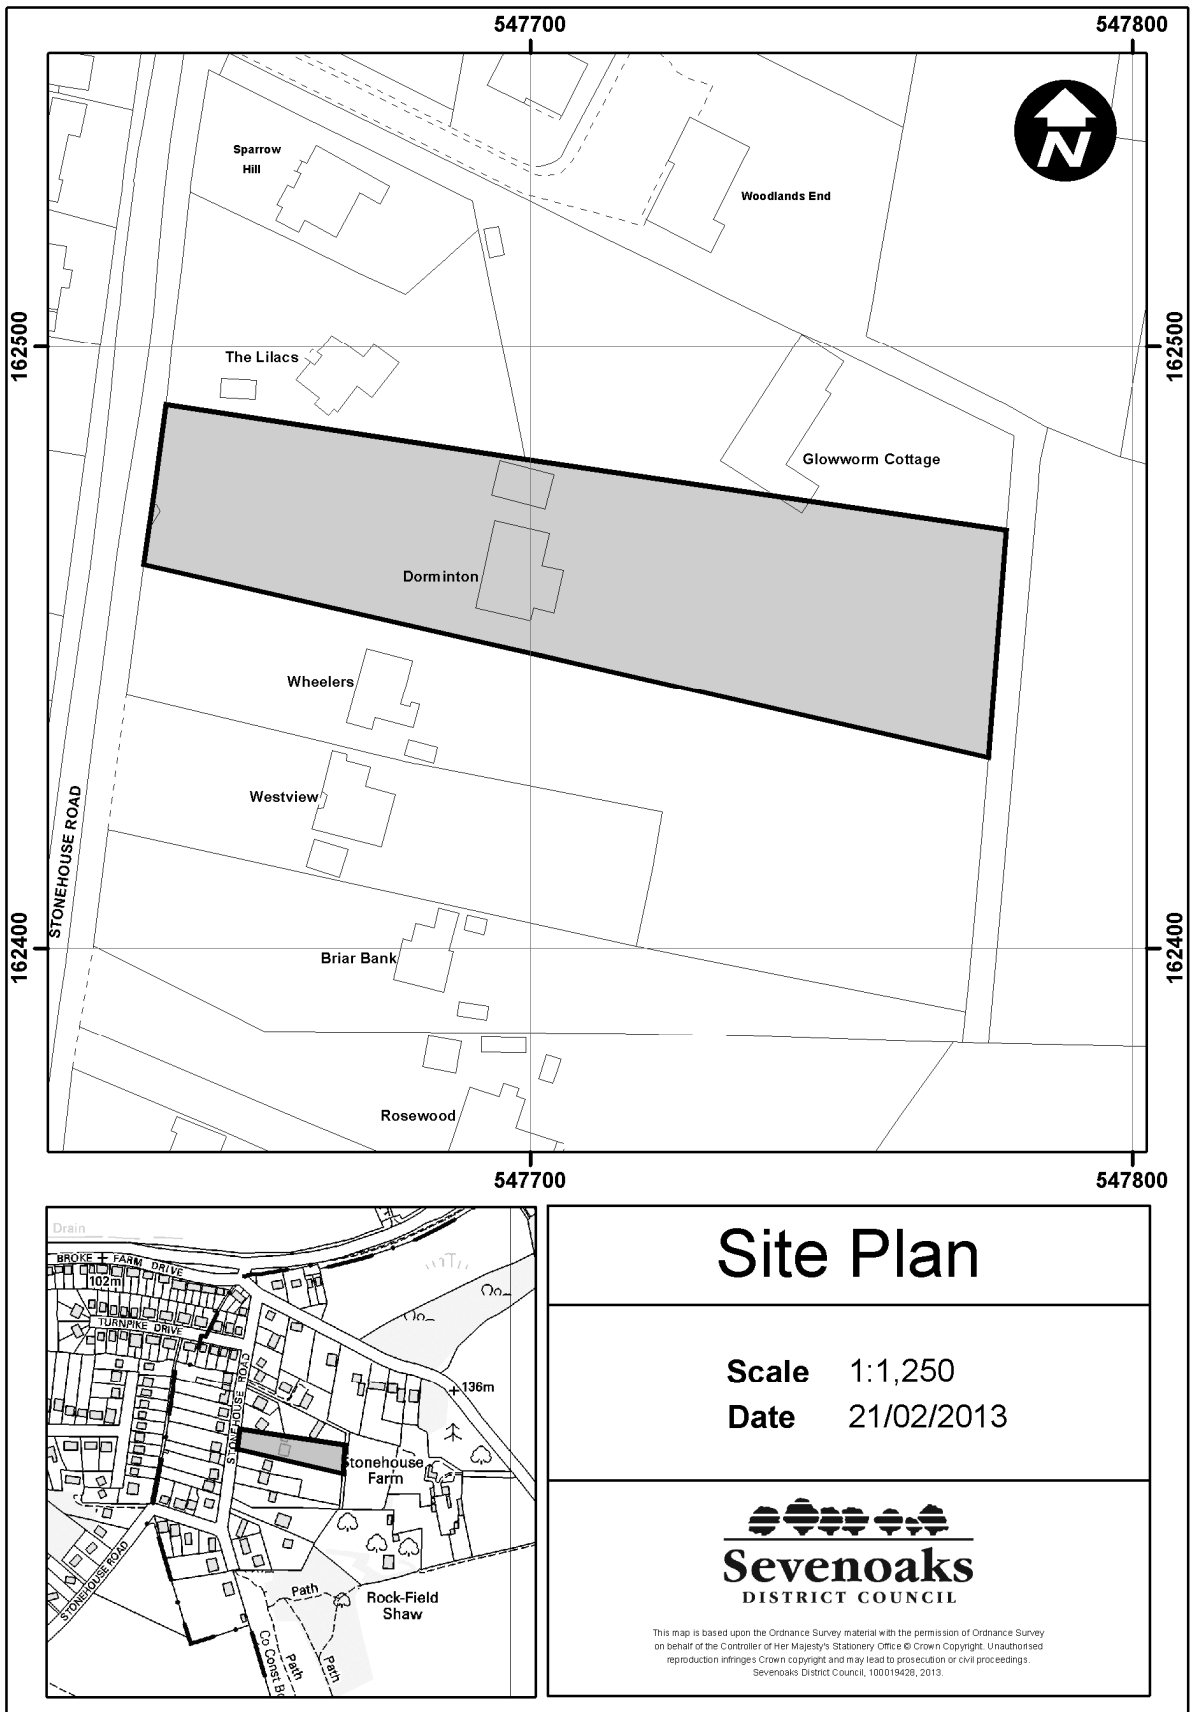 547700
547800
N
Sparrow
Hill
Woodlands End
162500
162500
The Lilacs
Glowworm Cottage
Dorminton
Wheelers
Westview
STONEHOUSE ROAD
162400
162400
Briar Bank
Rosewood
547700
547800
Drain
BROKE FARM DRIVE
102m
TURNPIKE DRIVE
STONEHOUSE ROAD
136m
Stonehouse
Farm
STONEHOUSE ROAD
Path
Rock-Field
Shaw
Co Const B
Path
Path
Site Plan
Scale 1:1,250
Date 21/02/2013
Sevenoaks
DISTRICT COUNCIL
This map is based upon the Ordnance Survey material with the permission of Ordnance Survey
on behalf of the Controller of Her Majesty's Stationery Office © Crown Copyright. Unauthorised
reproduction infringes Crown copyright and may lead to prosecution or civil proceedings.
Sevenoaks District Council, 100019428, 2013.